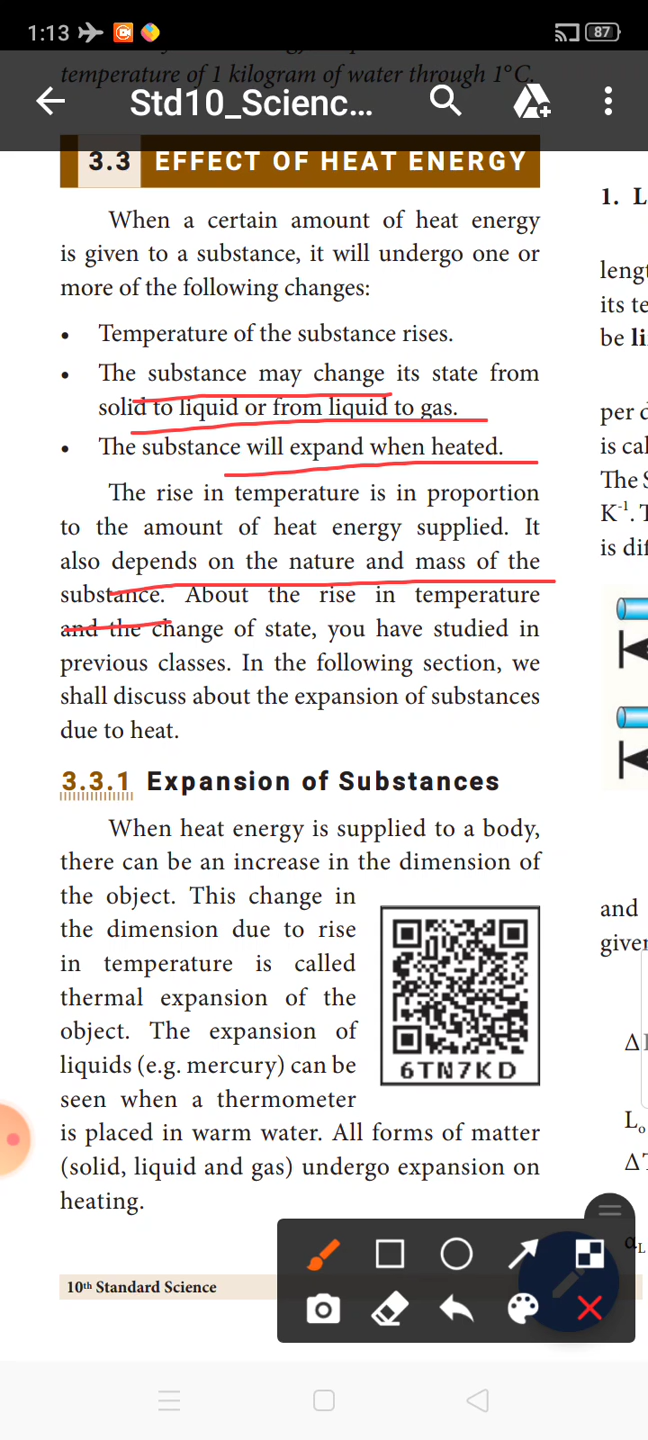 1:13
87
temperature of 1 kilogram of water through 1°C.
Std10_Scienc...
3.3 EFFECT OF HEAT ENERGY
When a certain amount of heat energy
is given to a substance, it will undergo one or
more of the following changes:
• Temperature of the substance rises.
• The substance may change its state from
solid to liquid or from liquid to gas.
• The substance will expand when heated.
The rise in temperature is in proportion
to the amount of heat energy supplied. It
also depends on the nature and mass of the
substance. About the rise in temperature
and the change of state, you have studied in
previous classes. In the following section, we
shall discuss about the expansion of substances
due to heat.
3.3.1 Expansion of Substances
When heat energy is supplied to a body,
there can be an increase in the dimension of
the object. This change in
the dimension due to rise
in temperature is called
thermal expansion of the
object. The expansion of
liquids (e.g. mercury) can be
seen when a thermometer
is placed in warm water. All forms of matter
(solid, liquid and gas) undergo expansion on
heating.
6TN7KD
10th Standard Science
1. L
be li
per d
is cal
The S
K-1. T
is dif
and
given
Δ
Lo
ΔT
αL